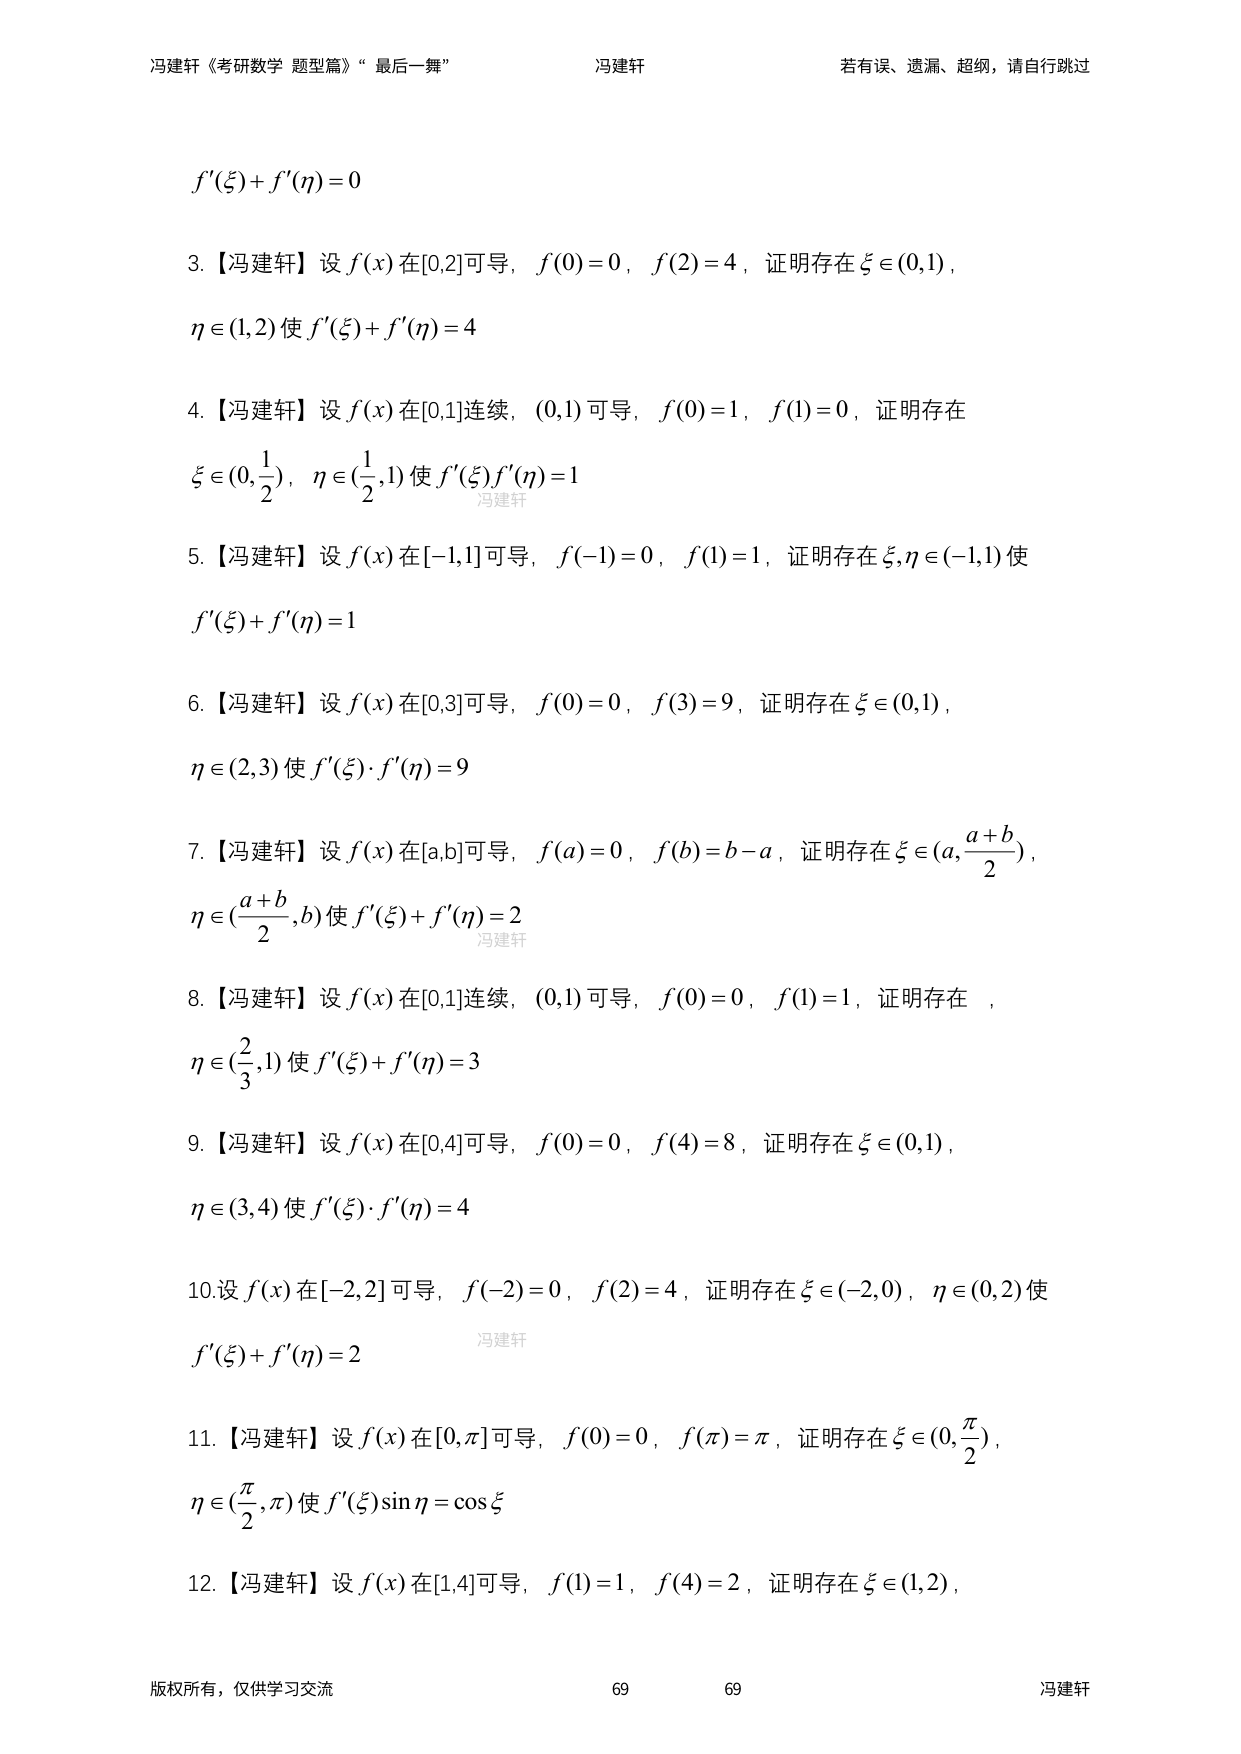 冯建轩《考研数学 题型篇》“ 最后一舞” 冯建轩 若有误、遗漏、超纲，请自行跳过
f′(ξ)+ f′(η)=0
3.【冯建轩】设 f(x) 在[0,2]可导， f(0)=0， f(2)=4，证明存在 ξ∈(0,1)，
η∈(1,2) 使 f′(ξ)+ f′(η)=4
4.【冯建轩】设 f(x) 在[0,1]连续， (0,1) 可导， f(0)=1， f(1)=0，证明存在
ξ∈(0,1/2)， η∈(1/2,1) 使 f′(ξ)f′(η)=1
冯建轩
5.【冯建轩】设 f(x) 在[−1,1]可导， f(−1)=0， f(1)=1，证明存在 ξ,η∈(−1,1) 使
f′(ξ)+ f′(η)=1
6.【冯建轩】设 f(x) 在[0,3]可导， f(0)=0， f(3)=9，证明存在 ξ∈(0,1)，
η∈(2,3) 使 f′(ξ)· f′(η)=9
7.【冯建轩】设 f(x) 在[a,b]可导， f(a)=0， f(b)=b−a，证明存在 ξ∈(a,(a+b)/2)，
η∈((a+b)/2,b) 使 f′(ξ)+ f′(η)=2
冯建轩
8.【冯建轩】设 f(x) 在[0,1]连续， (0,1) 可导， f(0)=0， f(1)=1，证明存在 ，
η∈(2/3,1) 使 f′(ξ)+ f′(η)=3
9.【冯建轩】设 f(x) 在[0,4]可导， f(0)=0， f(4)=8，证明存在 ξ∈(0,1)，
η∈(3,4) 使 f′(ξ)· f′(η)=4
10.设 f(x) 在[−2,2]可导， f(−2)=0， f(2)=4，证明存在 ξ∈(−2,0)， η∈(0,2) 使
冯建轩
f′(ξ)+ f′(η)=2
11.【冯建轩】设 f(x) 在[0,π]可导， f(0)=0， f(π)=π，证明存在 ξ∈(0,π/2)，
η∈(π/2,π) 使 f′(ξ)sinη=cosξ
12.【冯建轩】设 f(x) 在[1,4]可导， f(1)=1， f(4)=2，证明存在 ξ∈(1,2)，
版权所有，仅供学习交流 69 69 冯建轩